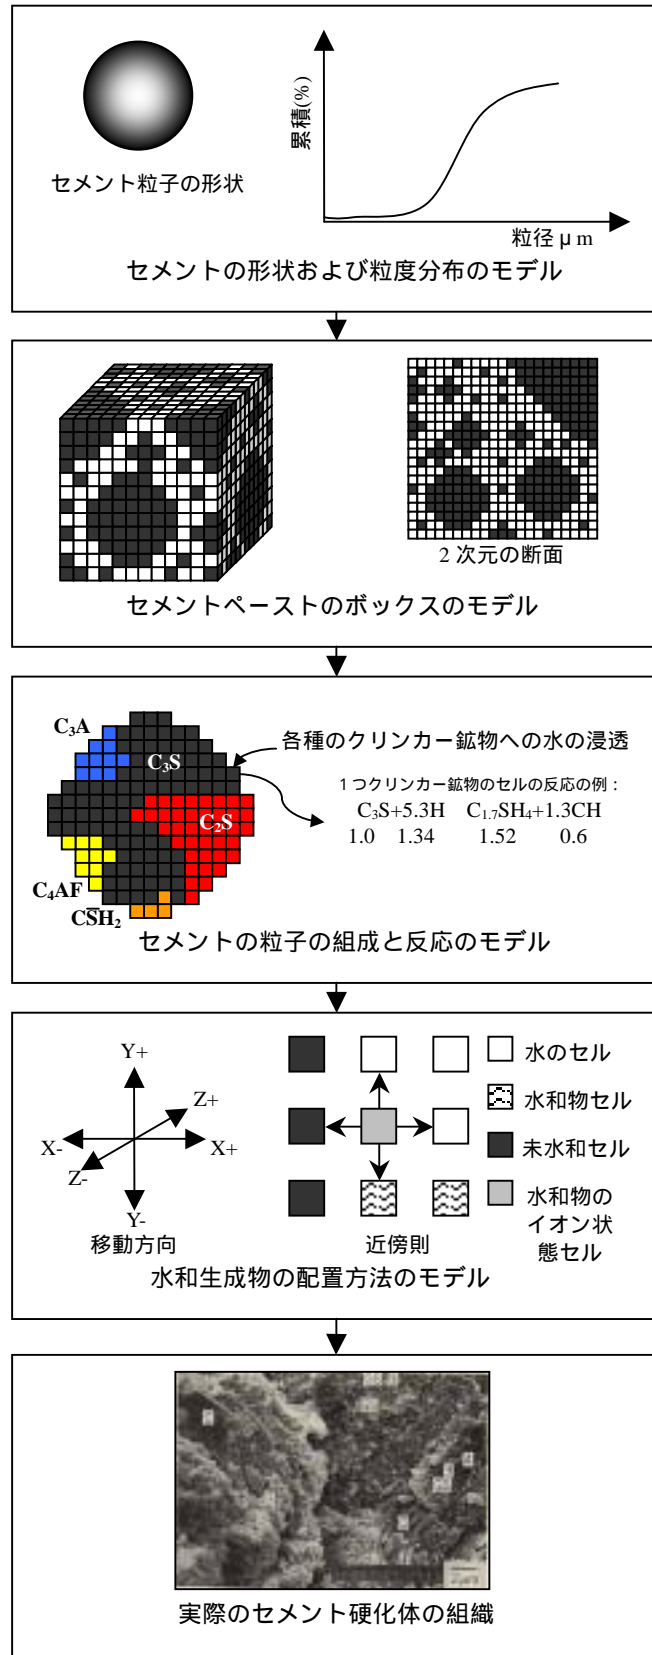 セメント粒子の形状
累積(%)
粒径μm
セメントの形状および粒度分布のモデル
2次元の断面
セメントペーストのボックスのモデル
C₃A
C₃S
C₂S
C₄AF
CS̅H₂
各種のクリンカー鉱物への水の浸透
1つクリンカー鉱物のセルの反応の例：
C₃S+5.3H C₁.₇SH₄+1.3CH
1.0 1.34 1.52 0.6
セメントの粒子の組成と反応のモデル
Y+
Z+
X-
X+
Z-
Y-
移動方向
近傍則
水のセル
水和物セル
未水和セル
水和物の
イオン状
態セル
水和生成物の配置方法のモデル
実際のセメント硬化体の組織